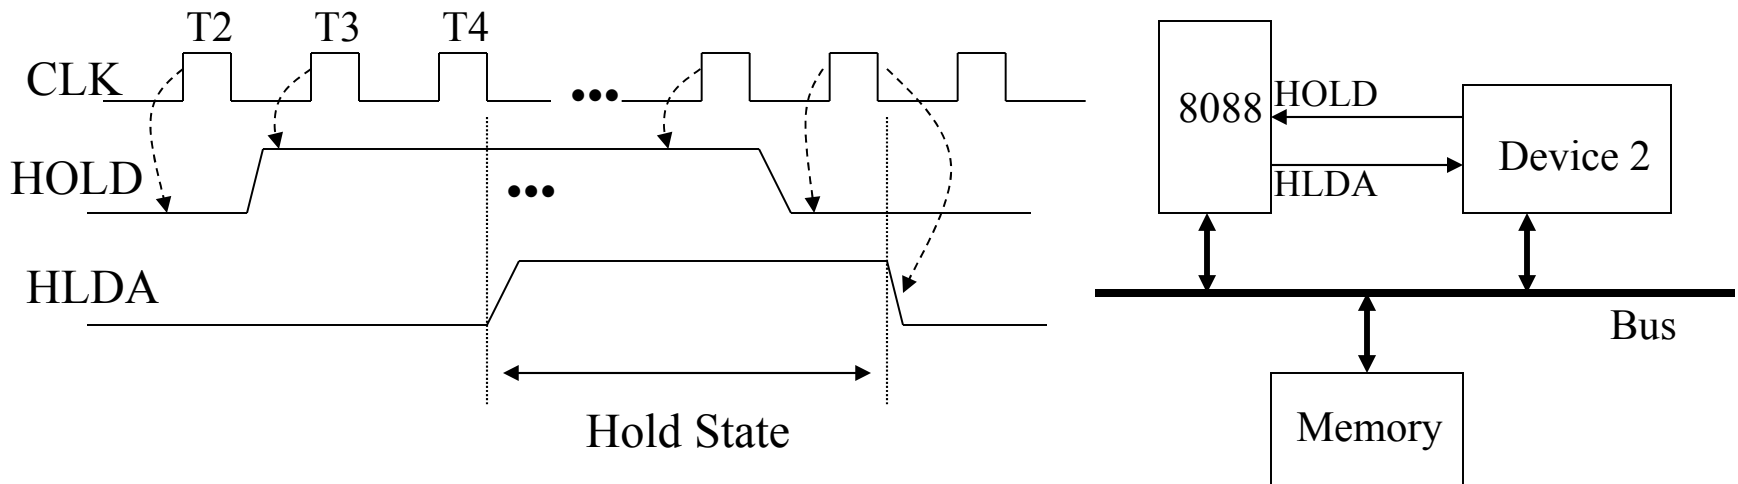 T2 T3 T4
CLK
•••
HOLD
•••
HLDA
Hold State
8088
HOLD
HLDA
Device 2
Bus
Memory